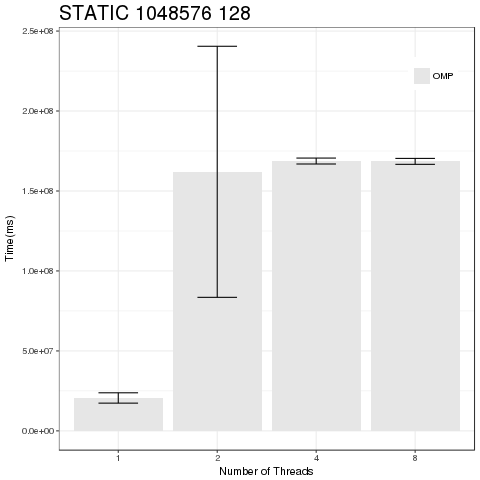 STATIC 1048576 128
2.5e+08
2.0e+08
1.5e+08
1.0e+08
5.0e+07
0.0e+00
Time(ms)
OMP
1 2 4 8
Number of Threads